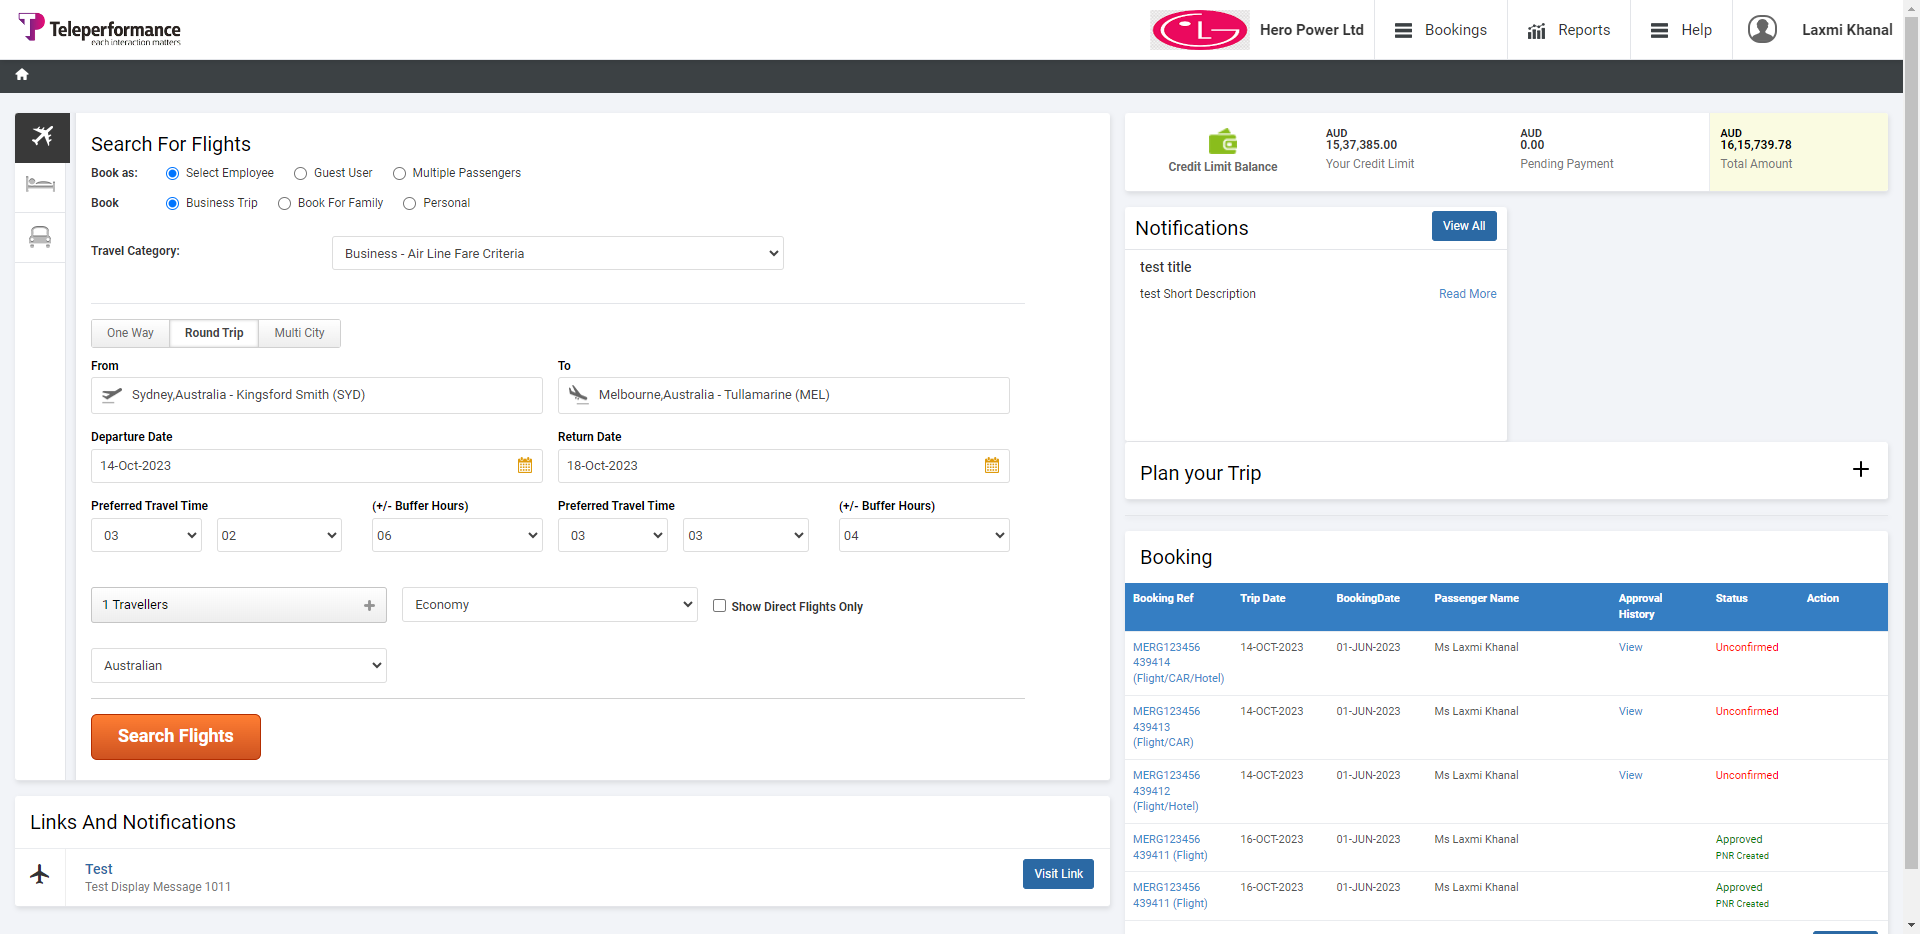 Teleperformance
each interaction matters
Hero Power Ltd
Bookings
Reports
Help
Laxmi Khanal
Search For Flights
Book as: Select Employee Guest User Multiple Passengers
Book Business Trip Book For Family Personal
Travel Category: Business - Air Line Fare Criteria
One Way Round Trip Multi City
From To
Sydney,Australia - Kingsford Smith (SYD) Melbourne,Australia - Tullamarine (MEL)
Departure Date Return Date
14-Oct-2023 18-Oct-2023
Preferred Travel Time (+/- Buffer Hours) Preferred Travel Time (+/- Buffer Hours)
03 02 06 03 03 04
1 Travellers + Economy Show Direct Flights Only
Australian
Search Flights
Links And Notifications
Test
Test Display Message 1011
Visit Link
Credit Limit Balance
AUD
15,37,385.00
Your Credit Limit
AUD
0.00
Pending Payment
AUD
16,15,739.78
Total Amount
Notifications View All
test title
test Short Description Read More
Plan your Trip +
Booking
Booking Ref Trip Date BookingDate Passenger Name Approval History Status Action
MERG123456 14-OCT-2023 01-JUN-2023 Ms Laxmi Khanal View Unconfirmed
439414
(Flight/CAR/Hotel)
MERG123456 14-OCT-2023 01-JUN-2023 Ms Laxmi Khanal View Unconfirmed
439413
(Flight/CAR)
MERG123456 14-OCT-2023 01-JUN-2023 Ms Laxmi Khanal View Unconfirmed
439412
(Flight/Hotel)
MERG123456 16-OCT-2023 01-JUN-2023 Ms Laxmi Khanal Approved
439411 (Flight) PNR Created
MERG123456 16-OCT-2023 01-JUN-2023 Ms Laxmi Khanal Approved
439411 (Flight) PNR Created